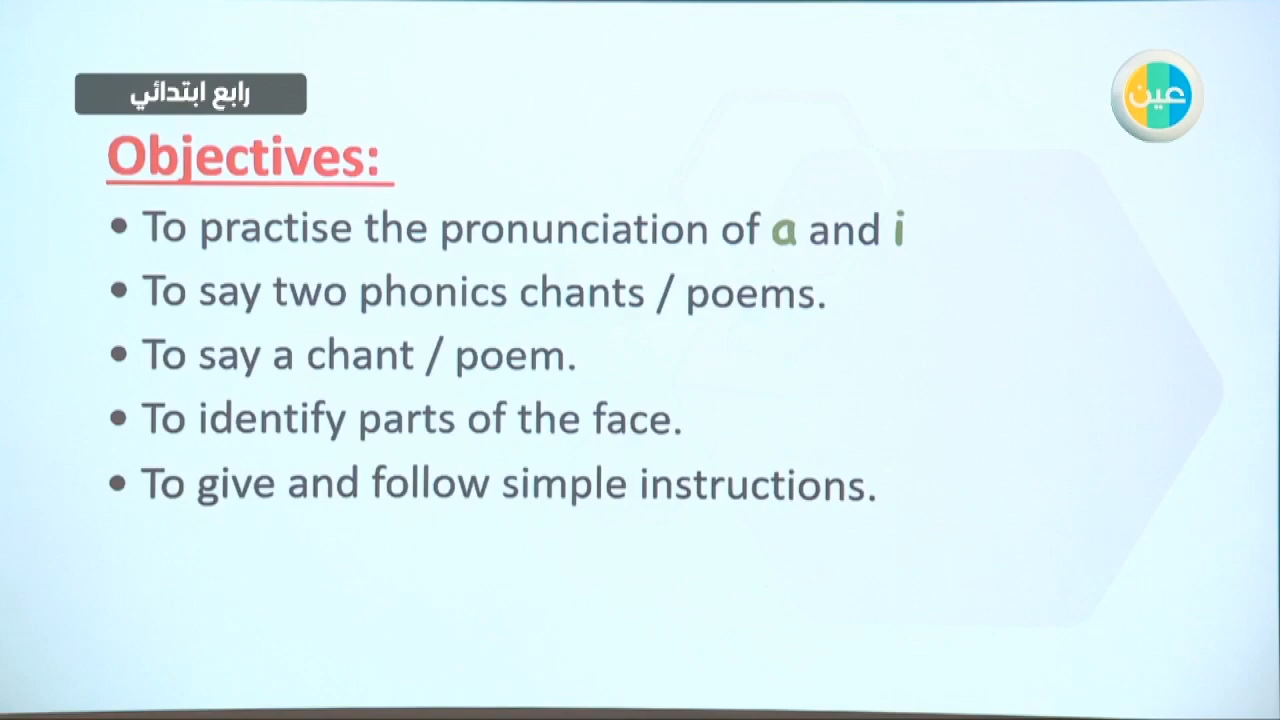 رابع ابتدائي
عين
Objectives:
• To practise the pronunciation of a and i
• To say two phonics chants / poems.
• To say a chant / poem.
• To identify parts of the face.
• To give and follow simple instructions.